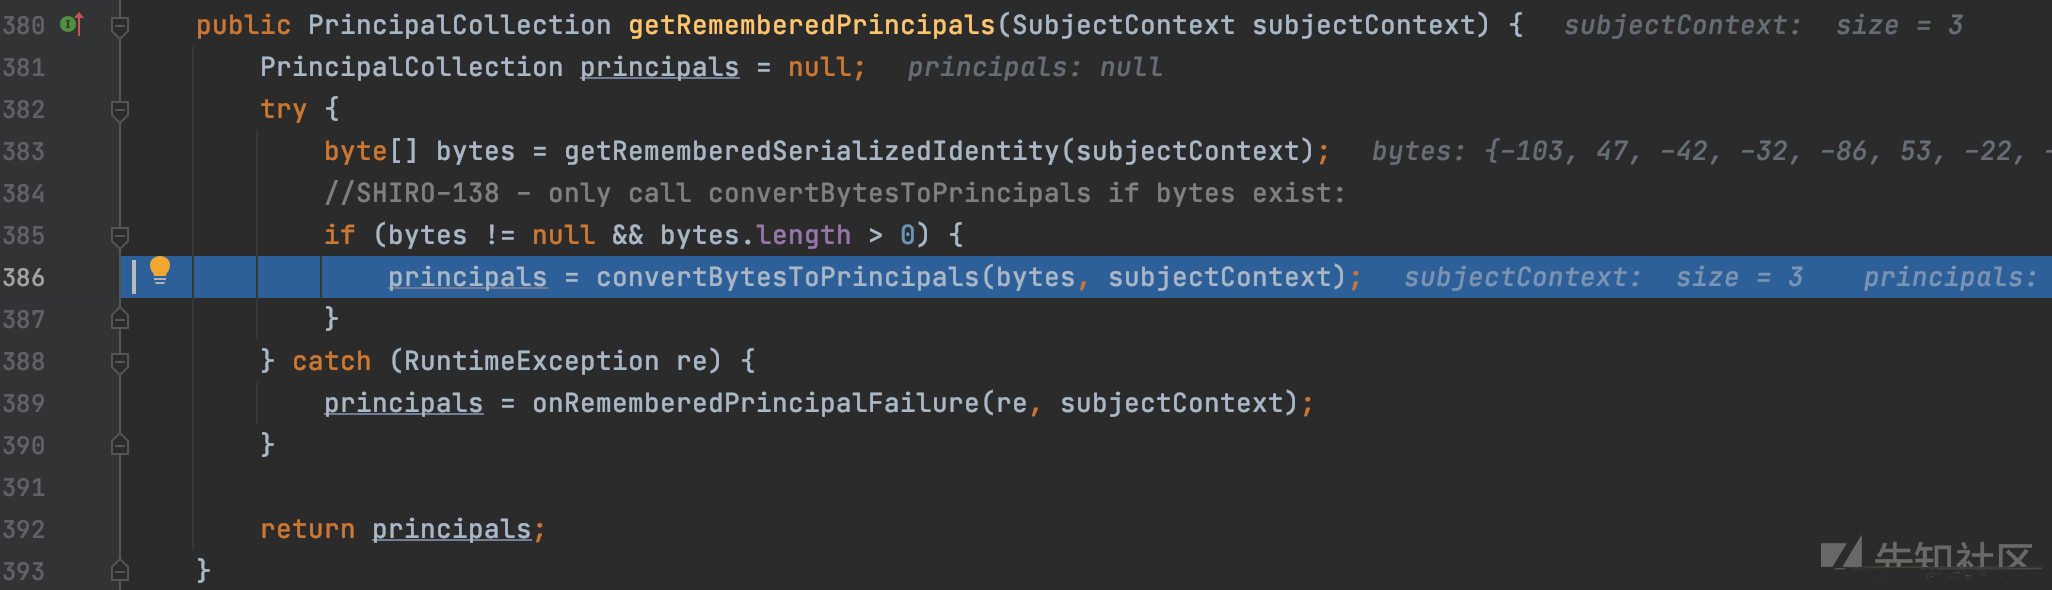 380 public PrincipalCollection getRememberedPrincipals(SubjectContext subjectContext) { subjectContext: size = 3
381 PrincipalCollection principals = null; principals: null
382 try {
383 byte[] bytes = getRememberedSerializedIdentity(subjectContext); bytes: {-103, 47, -42, -32, -86, 53, -22, -
384 //SHIRO-138 - only call convertBytesToPrincipals if bytes exist:
385 if (bytes != null && bytes.length > 0) {
386 principals = convertBytesToPrincipals(bytes, subjectContext); subjectContext: size = 3 principals:
387 }
388 } catch (RuntimeException re) {
389 principals = onRememberedPrincipalFailure(re, subjectContext);
390 }
391
392 return principals;
393 }
先知社区